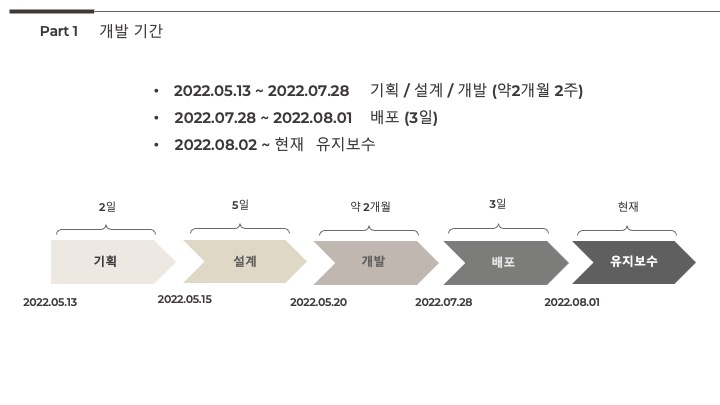 Part 1 개발 기간
• 2022.05.13 ~ 2022.07.28 기획 / 설계 / 개발 (약2개월 2주)
• 2022.07.28 ~ 2022.08.01 배포 (3일)
• 2022.08.02 ~ 현재 유지보수
2일 5일 약 2개월 3일 현재
기획 설계 개발 배포 유지보수
2022.05.13 2022.05.15 2022.05.20 2022.07.28 2022.08.01